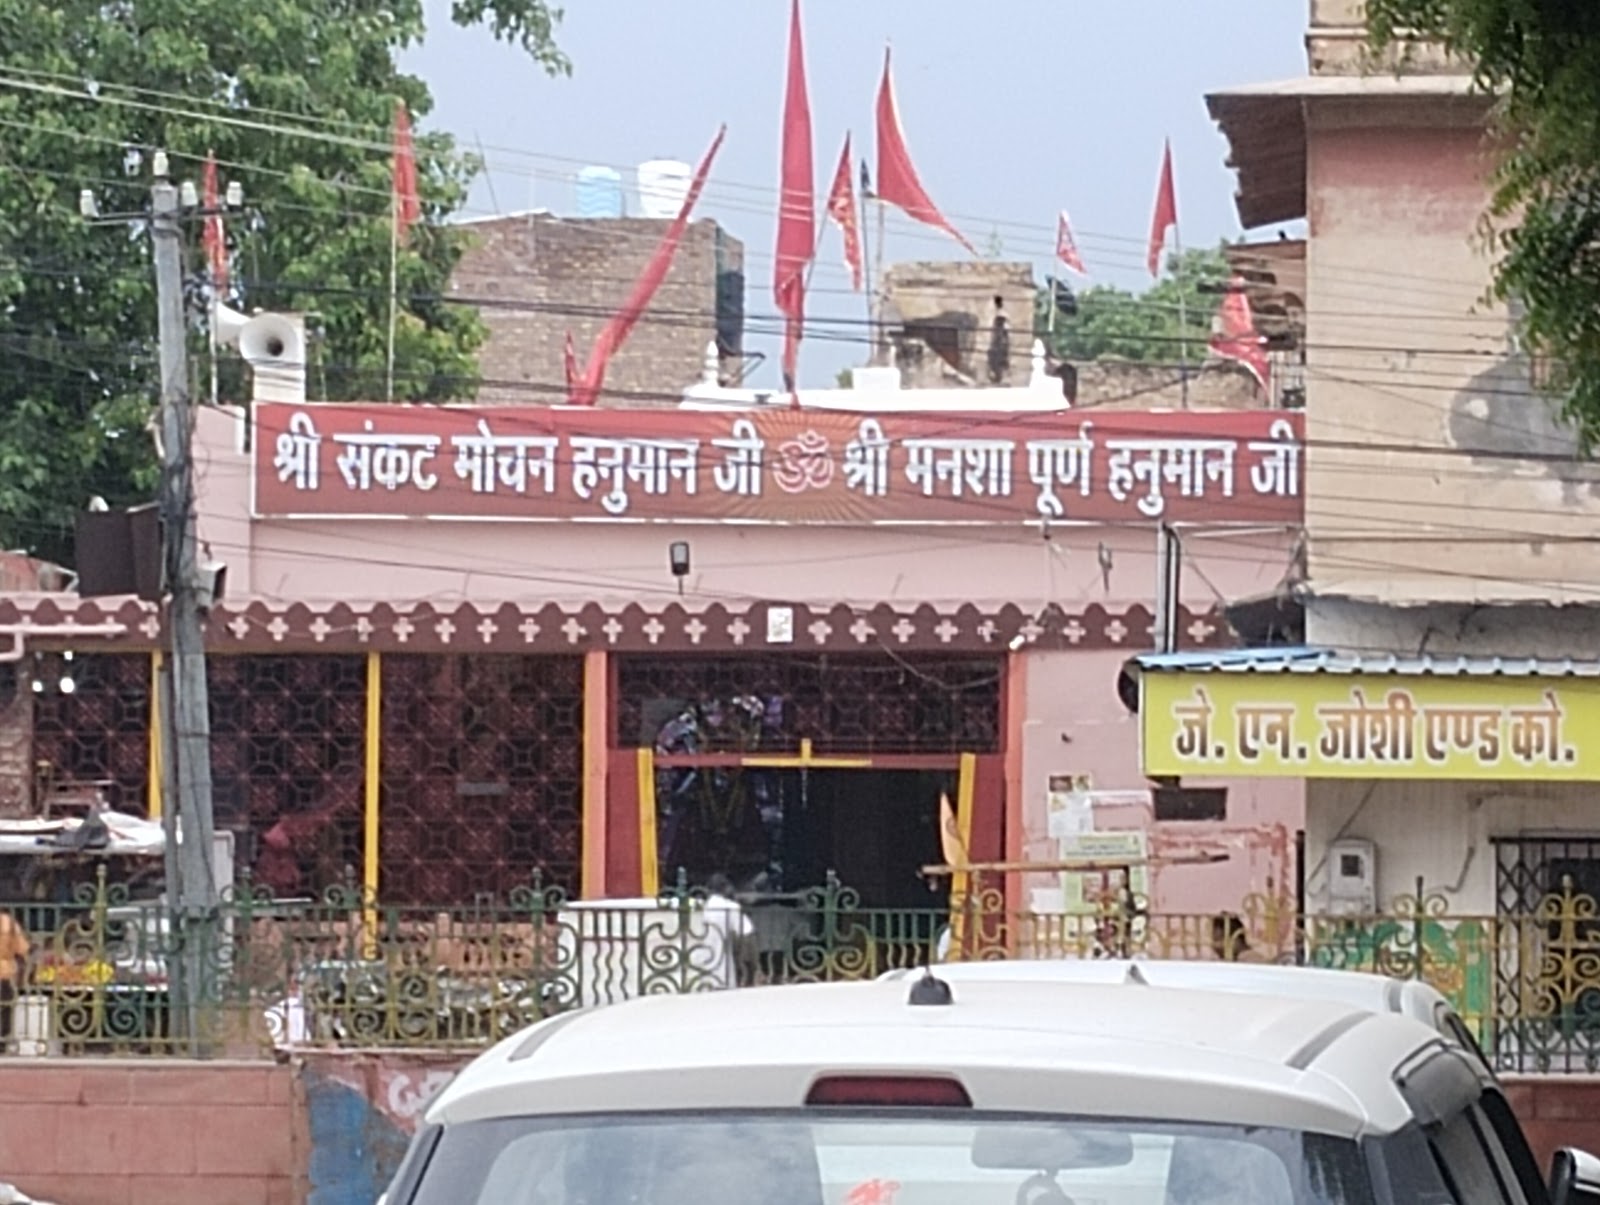 श्री संकट मोचन हनुमान जी ॐ श्री मनशा पूर्ण हनुमान जी
जे. एन. जोशी एण्ड को.